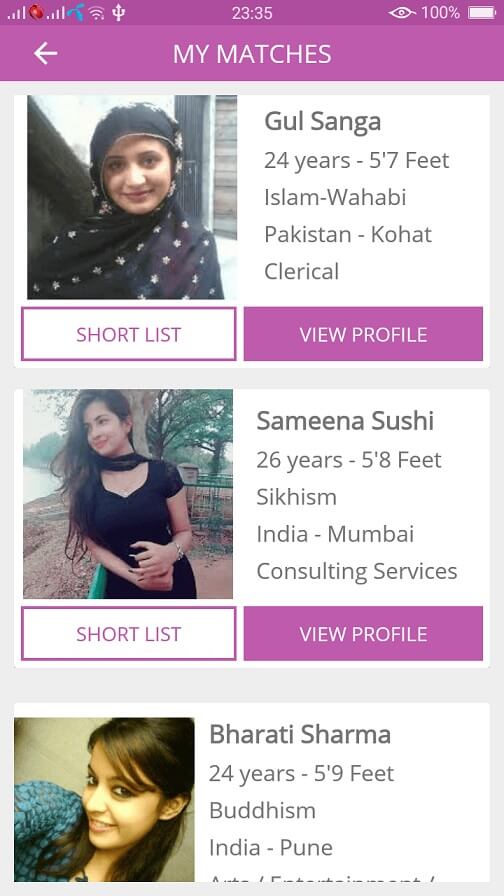 23:35
100%
MY MATCHES
Gul Sanga
24 years - 5'7 Feet
Islam-Wahabi
Pakistan - Kohat
Clerical
SHORT LIST
VIEW PROFILE
Sameena Sushi
26 years - 5'8 Feet
Sikhism
India - Mumbai
Consulting Services
SHORT LIST
VIEW PROFILE
Bharati Sharma
24 years - 5'9 Feet
Buddhism
India - Pune
Arts / Entertainment /